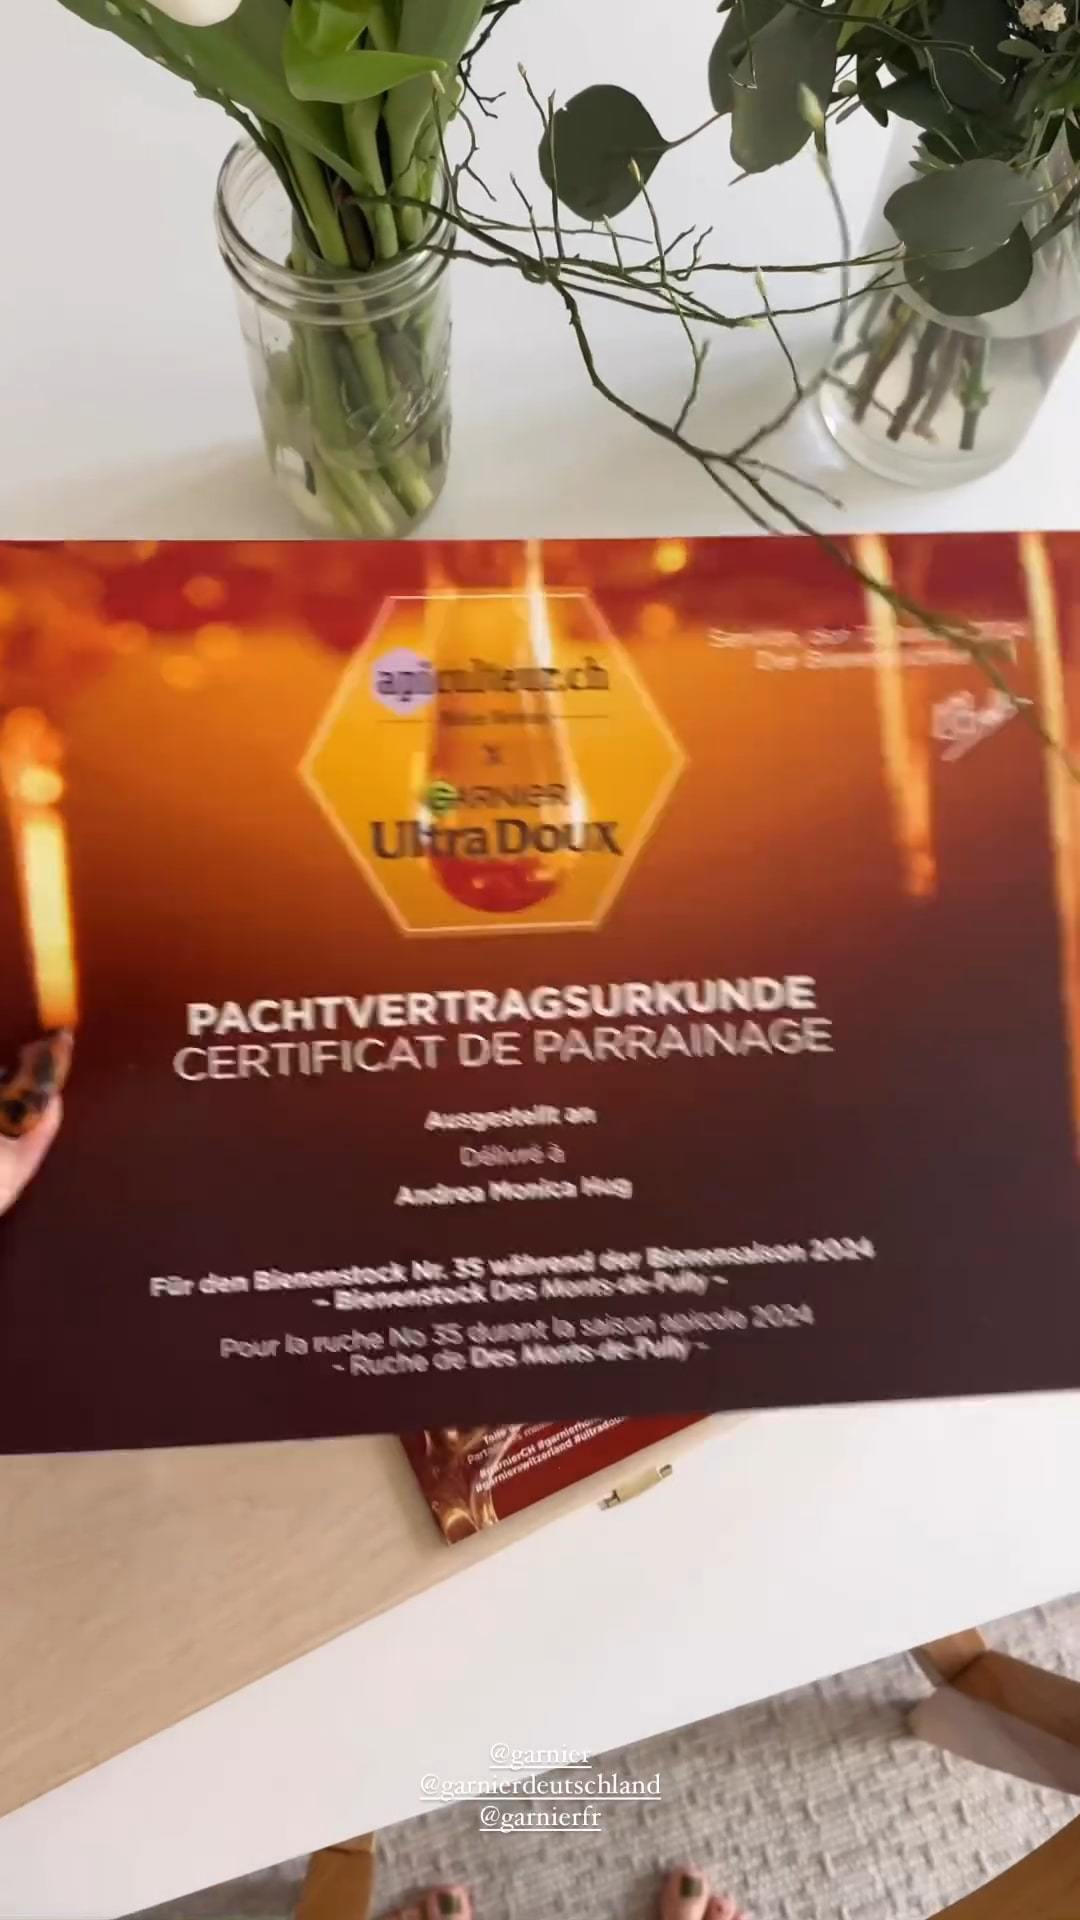 apiculteur.ch
x
GARNIER
UltraDoux
PACHTVERTRAGSURKUNDE
CERTIFICAT DE PARRAINAGE
Ausgestellt an
Délivré à
Andrea Monica Hug
Für den Bienenstock Nr. 35 während der Bienensaison 2024
- Bienenstock Des Monts-de-Pully -
Pour la ruche No 35 durant la saison apicole 2024
- Ruche de Des Monts-de-Pully -
#garnierCH
#garnierswitzerland
@garnier
@garnierdeutschland
@garnierfr